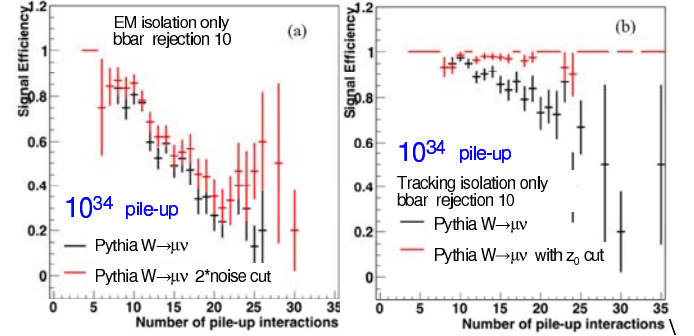 EM isolation only
bbar rejection 10
(a)
Signal Efficiency
1.2
1
0.8
0.6
0.4
0.2
0
10³⁴ pile-up
Pythia W→μν
Pythia W→μν 2*noise cut
0 5 10 15 20 25 30 35
Number of pile-up interactions
(b)
Signal Efficiency
1.2
1
0.8
0.6
0.4
0.2
0
10³⁴ pile-up
Tracking isolation only
bbar rejection 10
Pythia W→μν
Pythia W→μν with z₀ cut
0 5 10 15 20 25 30 35
Number of pile-up interactions
\